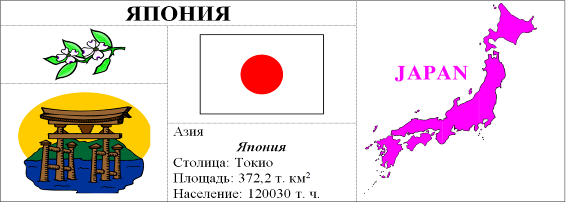 ЯПОНИЯ
JAPAN
Азия
Япония
Столица: Токио
Площадь: 372,2 т. км²
Население: 120030 т. ч.